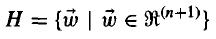 H = {w⃗ | w⃗ ∈ ℜ⁽ⁿ⁺¹⁾}